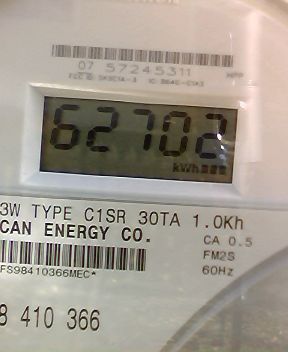 07 57245311
62702
kWh
3W TYPE C1SR 30TA 1.0Kh
CAN ENERGY CO. CA 0.5
FM2S
FS98410366MEC* 60Hz
8 410 366